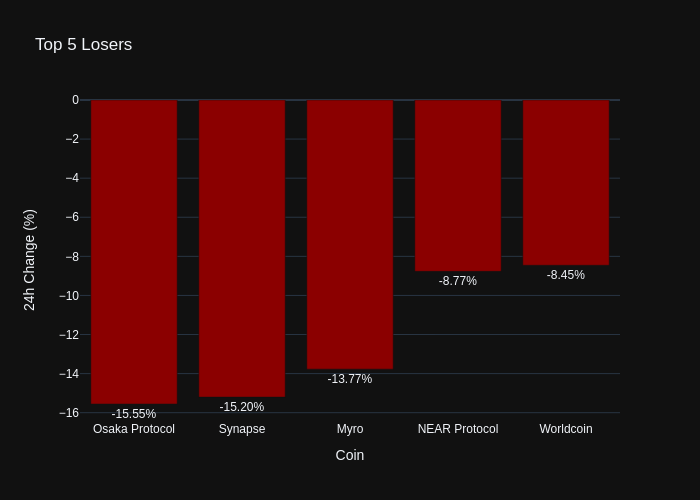 Top 5 Losers
24h Change (%)
0
−2
−4
−6
−8
−10
−12
−14
−16
-15.55%
-15.20%
-13.77%
-8.77%
-8.45%
Osaka Protocol
Synapse
Myro
NEAR Protocol
Worldcoin
Coin